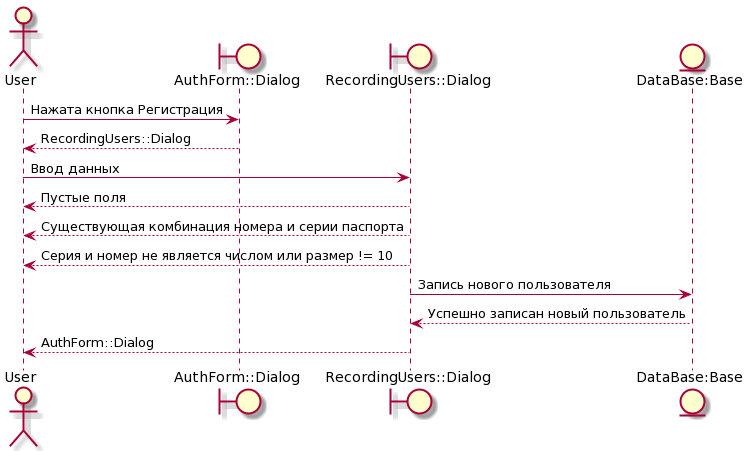 User
AuthForm::Dialog
RecordingUsers::Dialog
DataBase:Base
Нажата кнопка Регистрация
RecordingUsers::Dialog
Ввод данных
Пустые поля
Существующая комбинация номера и серии паспорта
Серия и номер не является числом или размер != 10
Запись нового пользователя
Успешно записан новый пользователь
AuthForm::Dialog
User
AuthForm::Dialog
RecordingUsers::Dialog
DataBase:Base